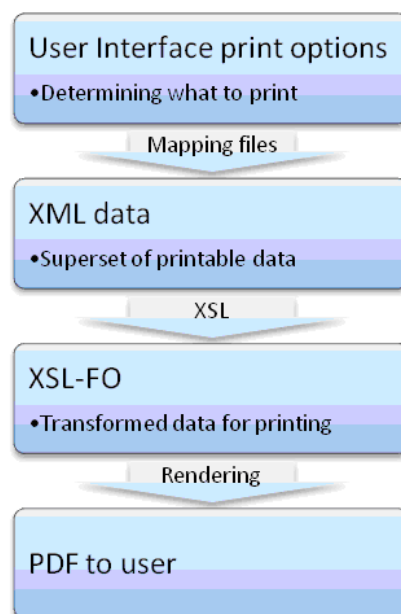 User Interface print options
•Determining what to print
Mapping files
XML data
•Superset of printable data
XSL
XSL-FO
•Transformed data for printing
Rendering
PDF to user